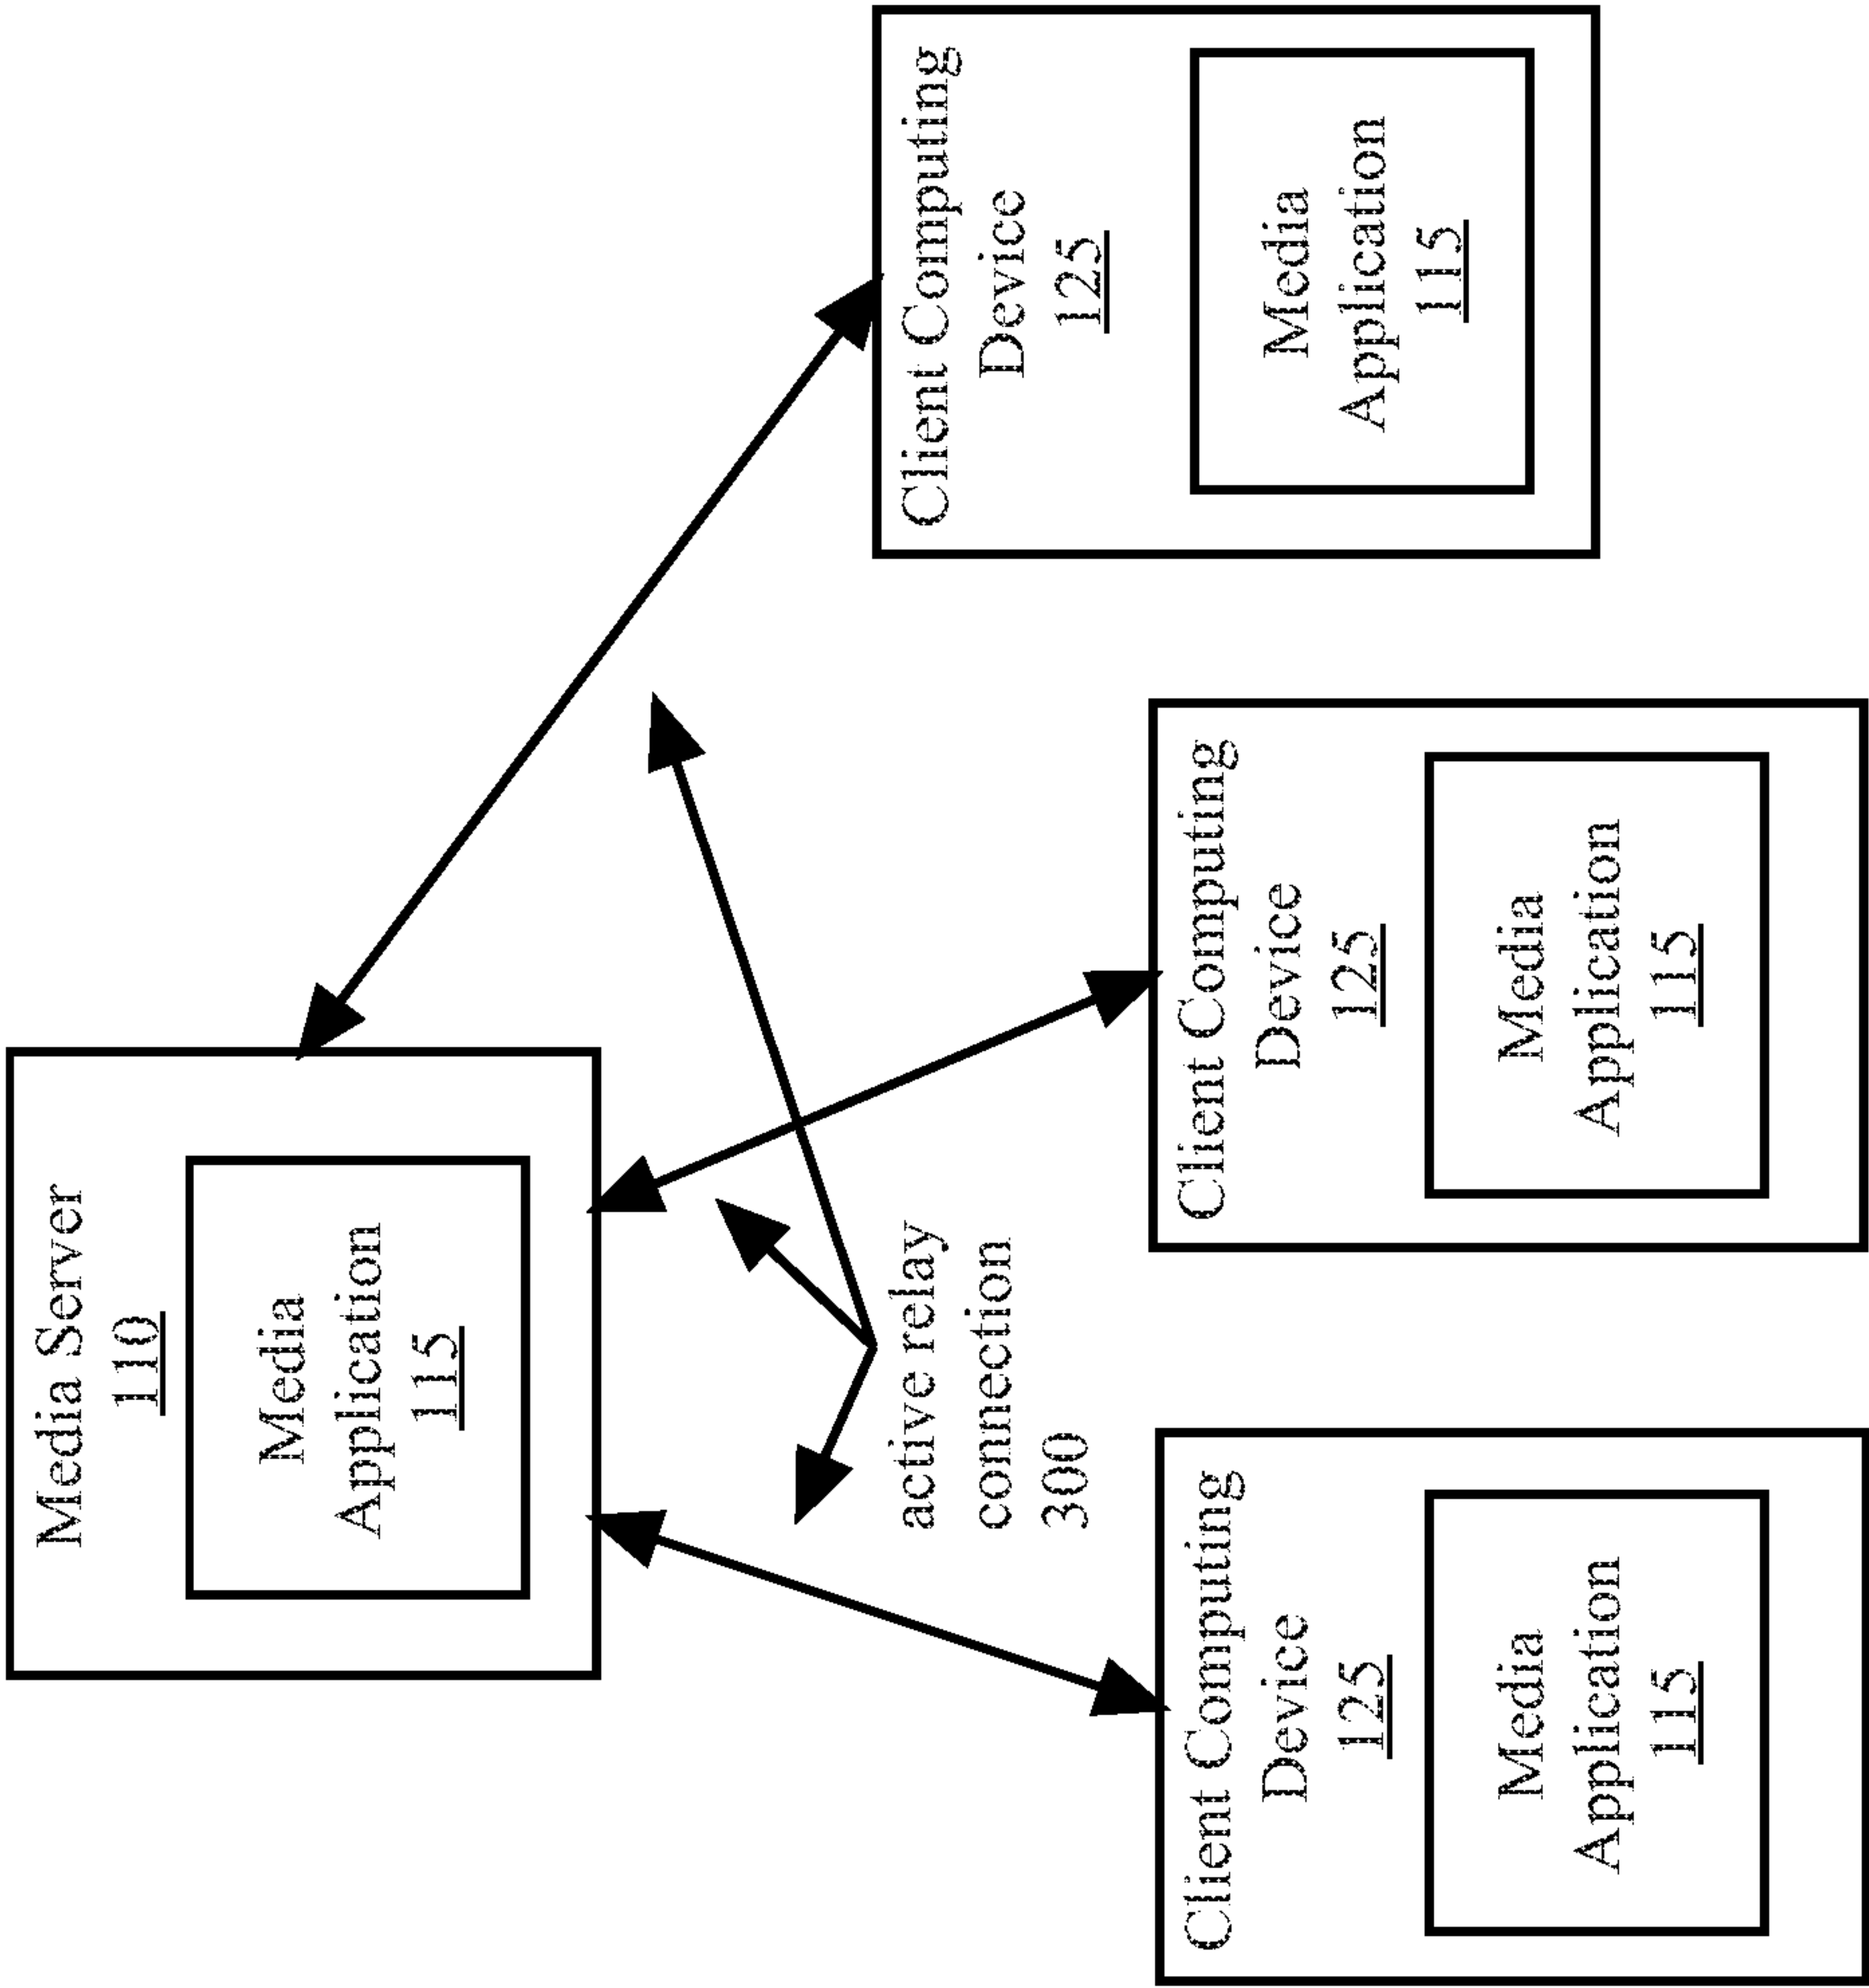 Media Server
110
Media
Application
115
active relay
connection
300
Client Computing
Device
125
Media
Application
115
Client Computing
Device
125
Media
Application
115
Client Computing
Device
125
Media
Application
115